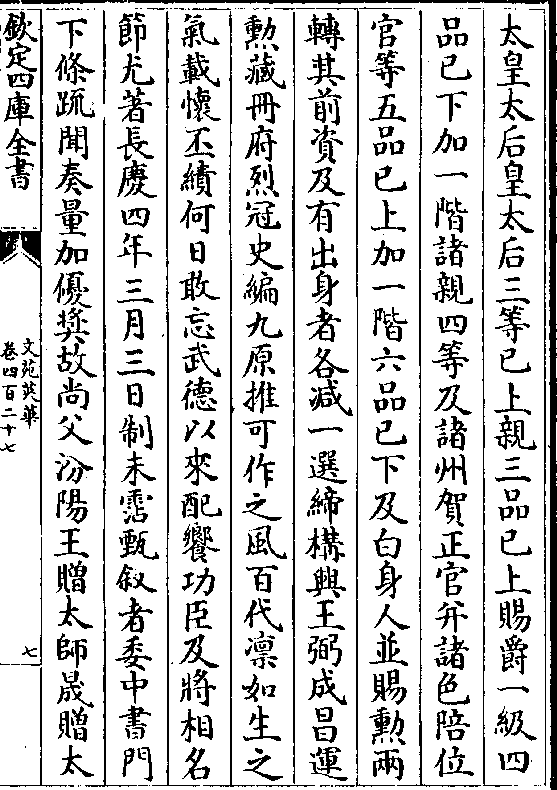 太皇太后皇太后三等已上親三品已上賜爵一級四
品已下加一階諸親四等及諸州賀正官并諸色陪位
官等五品已上加一階六品已下及白身人並賜勲兩
轉其前資及有出身者各减一選締構興王弼成昌運
勲藏冊府烈冠史編九原推可作之風百代凛如生之
氣載懷丕績何日敢忘武德以來配饗功臣及將相名
節尤著長慶四年三月三日制未霑甄叙者委中書門
下條䟽聞奏量加優奨故尚父汾陽王贈太師晟贈太
欽定四庫全書
文苑英華
卷四百二十七
七